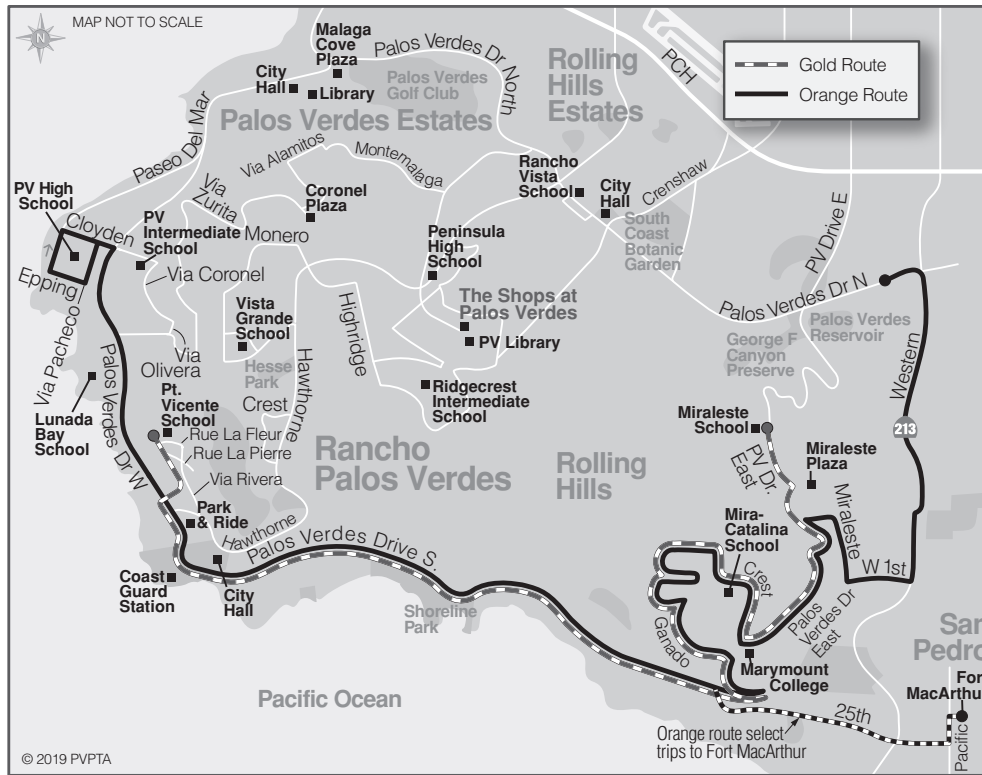 MAP NOT TO SCALE
N
Malaga
Cove
Plaza
Palos Verdes Dr North
City
Hall
Library
Palos Verdes
Golf Club
Rolling
Hills
Estates
PCH
Gold Route
Orange Route
Palos Verdes Estates
Paseo Del Mar
Via Alamitos
Montemalaga
Rancho
Vista
School
City
Hall
Crenshaw
PV High
School
Via
Zurita
Coronel
Plaza
Cloyden
PV
Intermediate
School
Monero
Peninsula
High
School
South
Coast
Botanic
Garden
PV Drive E
Epping
Via Coronel
Via Pacheco
Vista
Grande
School
Highridge
The Shops at
Palos Verdes
PV Library
Palos Verdes Dr N
Palos Verdes
Reservoir
George F
Canyon
Preserve
Western
Via
Olivera
Hesse
Park
Hawthorne
Crest
Ridgecrest
Intermediate
School
Palos Verdes Dr W
Lunada
Bay
School
Pt.
Vicente
School
Rue La Fleur
Rue La Pierre
Via Rivera
Rancho
Palos Verdes
Rolling
Hills
Miraleste
School
213
PV Dr.
East
Miraleste
Plaza
Miraleste
W 1st
Park
& Ride
Hawthorne
Palos Verdes Drive S.
Mira-
Catalina
School
Crest
Palos
Verdes Dr
East
Coast
Guard
Station
City
Hall
Shoreline
Park
Ganado
Marymount
College
San
Pedro
For
MacArthur
Pacific Ocean
25th
Orange route select
trips to Fort MacArthur
Pacific
© 2019 PVPTA